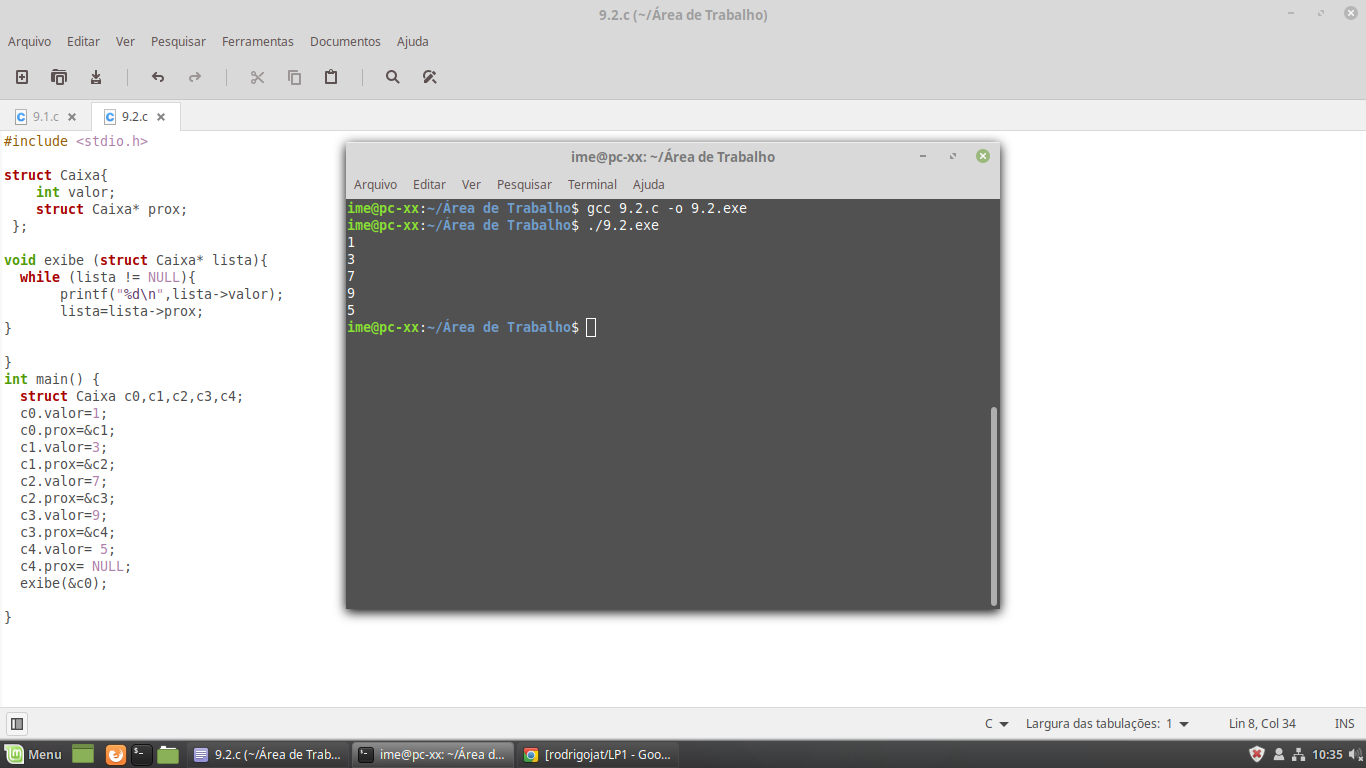 9.2.c (~/Área de Trabalho)
Arquivo Editar Ver Pesquisar Ferramentas Documentos Ajuda
9.1.c 9.2.c
#include <stdio.h>
struct Caixa{
    int valor;
    struct Caixa* prox;
 };
void exibe (struct Caixa* lista){
  while (lista != NULL){
       printf("%d\n",lista->valor);
       lista=lista->prox;
}
}
int main() {
  struct Caixa c0,c1,c2,c3,c4;
  c0.valor=1;
  c0.prox=&c1;
  c1.valor=3;
  c1.prox=&c2;
  c2.valor=7;
  c2.prox=&c3;
  c3.valor=9;
  c3.prox=&c4;
  c4.valor= 5;
  c4.prox= NULL;
  exibe(&c0);
}
ime@pc-xx: ~/Área de Trabalho
Arquivo Editar Ver Pesquisar Terminal Ajuda
ime@pc-xx:~/Área de Trabalho$ gcc 9.2.c -o 9.2.exe
ime@pc-xx:~/Área de Trabalho$ ./9.2.exe
1
3
7
9
5
ime@pc-xx:~/Área de Trabalho$
C Largura das tabulações: 1 Lin 8, Col 34 INS
Menu 9.2.c (~/Área de Trab... ime@pc-xx: ~/Área d... [rodrigojat/LP1 - Goo... 10:35